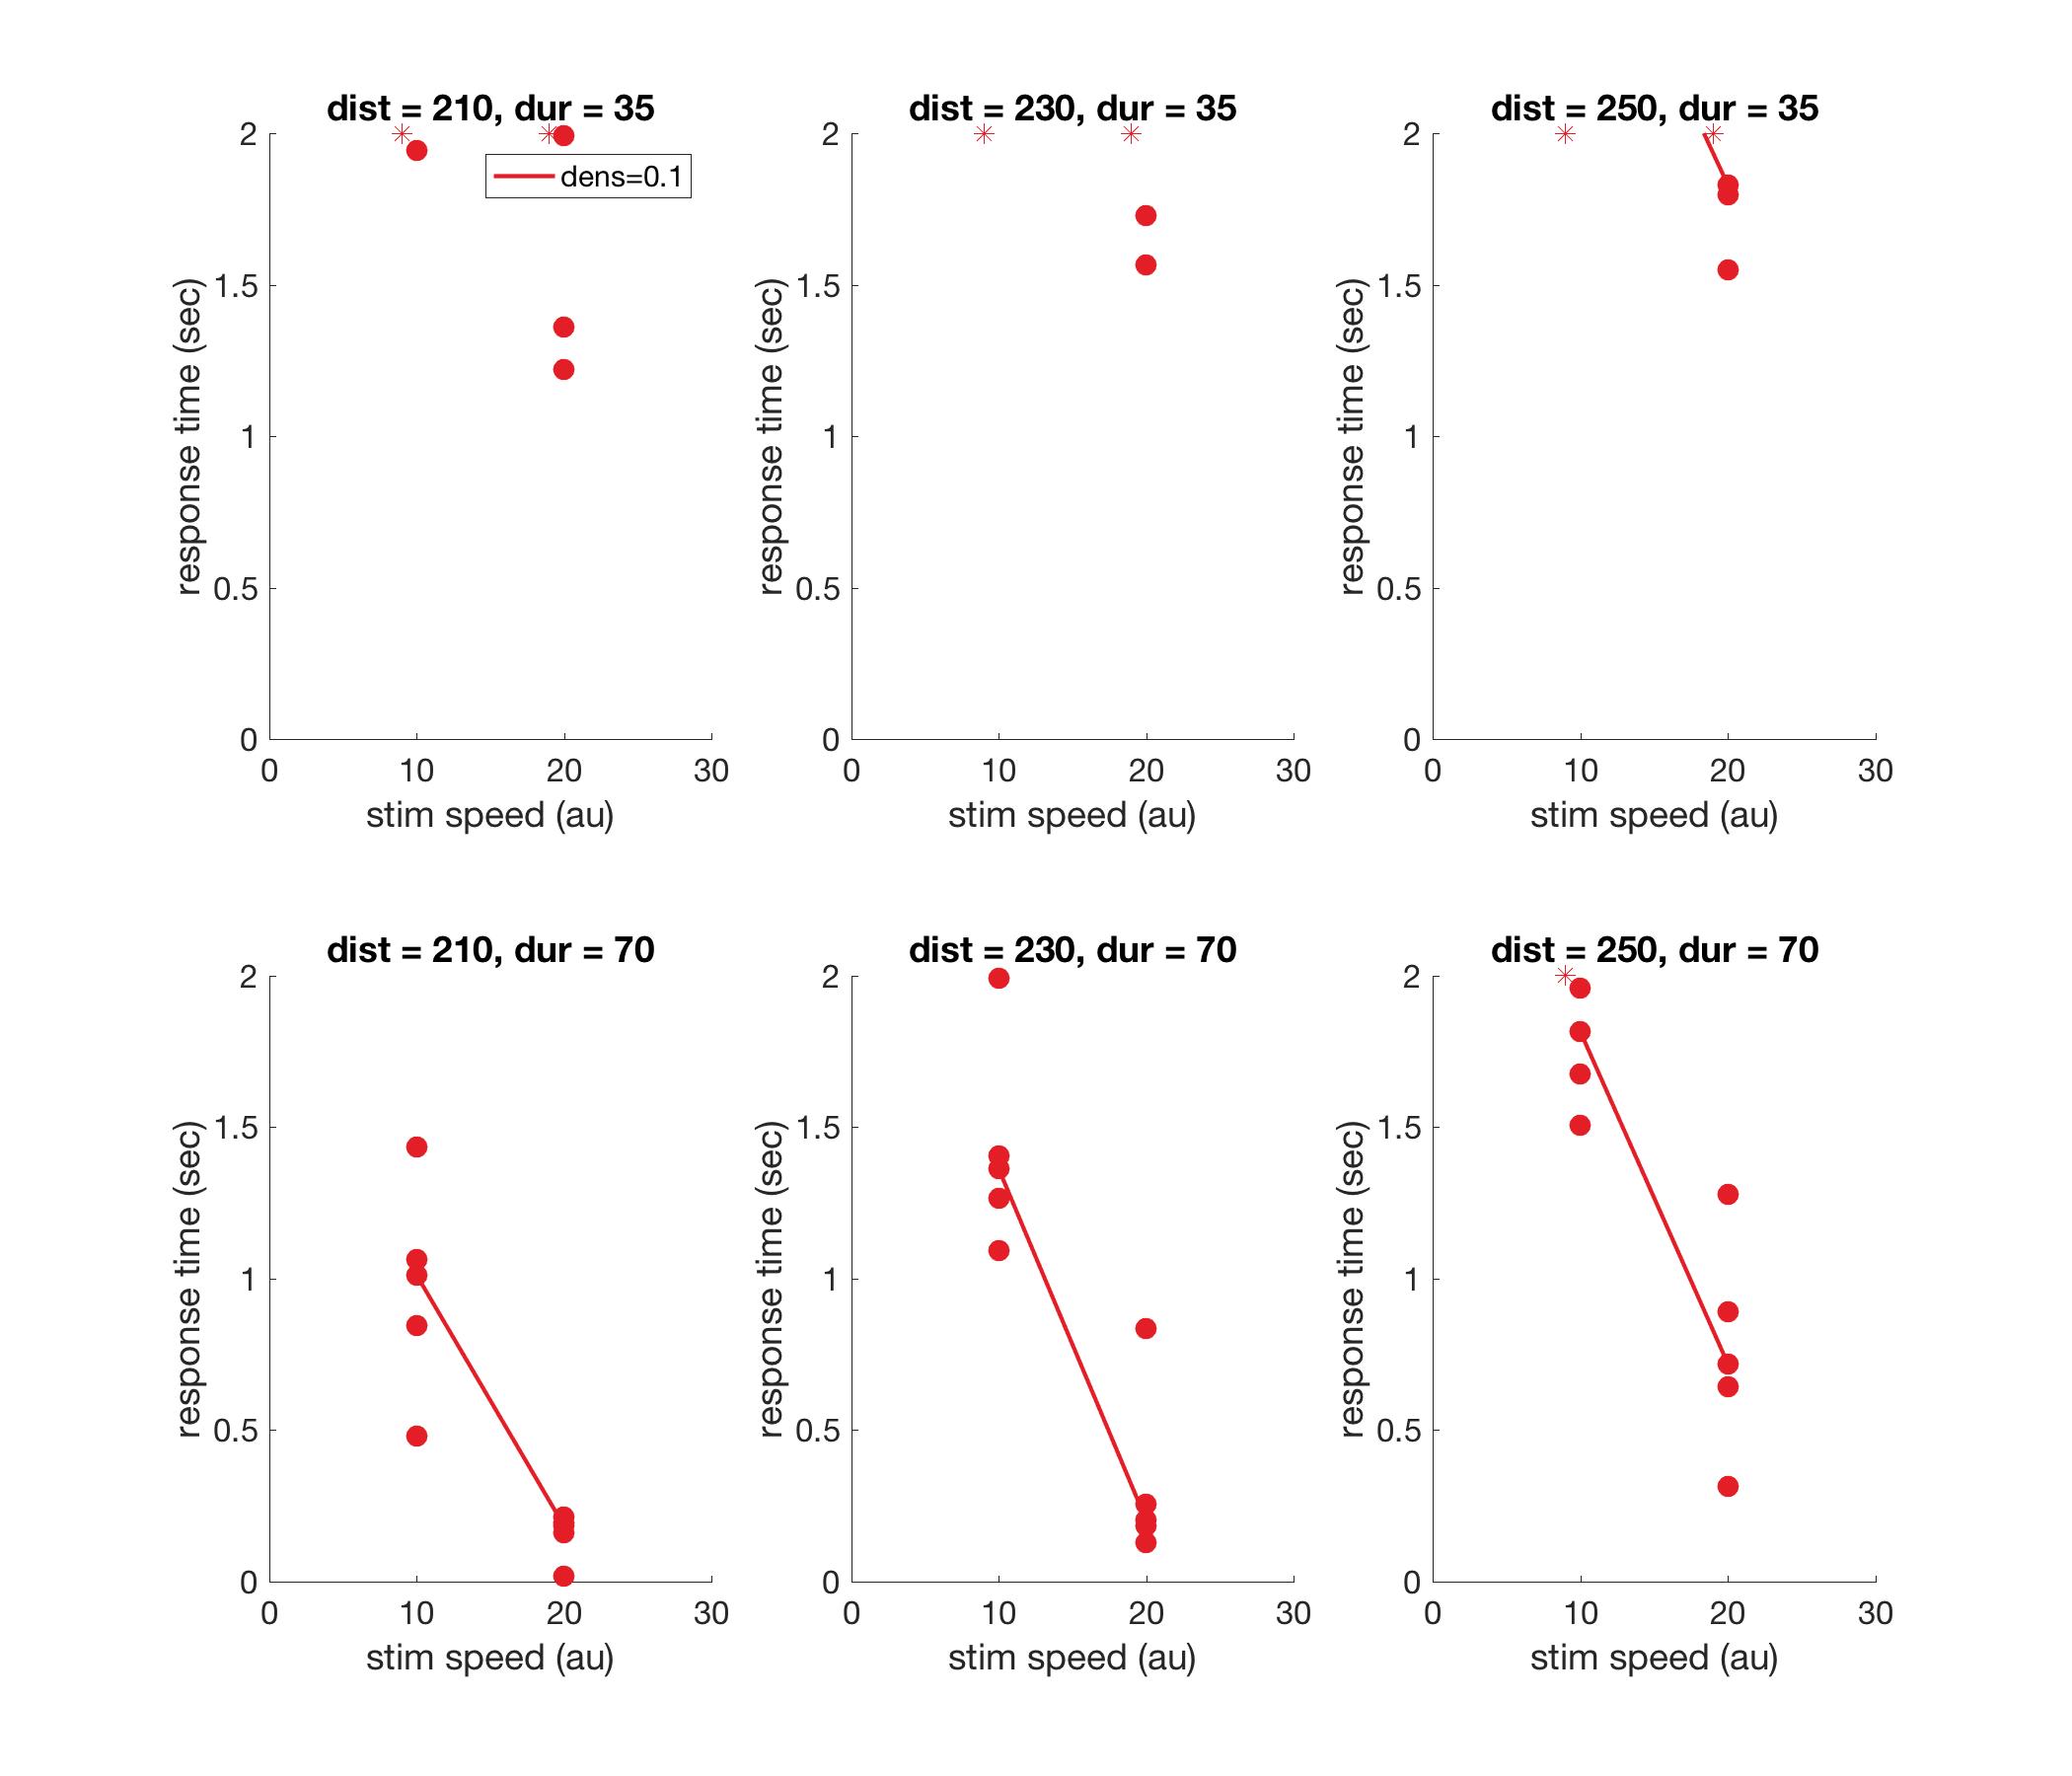 dist = 210, dur = 35
dist = 230, dur = 35
dist = 250, dur = 35
dens=0.1
response time (sec)
2
1.5
1
0.5
0
0 10 20 30
stim speed (au)
response time (sec)
2
1.5
1
0.5
0
0 10 20 30
stim speed (au)
response time (sec)
2
1.5
1
0.5
0
0 10 20 30
stim speed (au)
dist = 210, dur = 70
dist = 230, dur = 70
dist = 250, dur = 70
response time (sec)
2
1.5
1
0.5
0
0 10 20 30
stim speed (au)
response time (sec)
2
1.5
1
0.5
0
0 10 20 30
stim speed (au)
response time (sec)
2
1.5
1
0.5
0
0 10 20 30
stim speed (au)